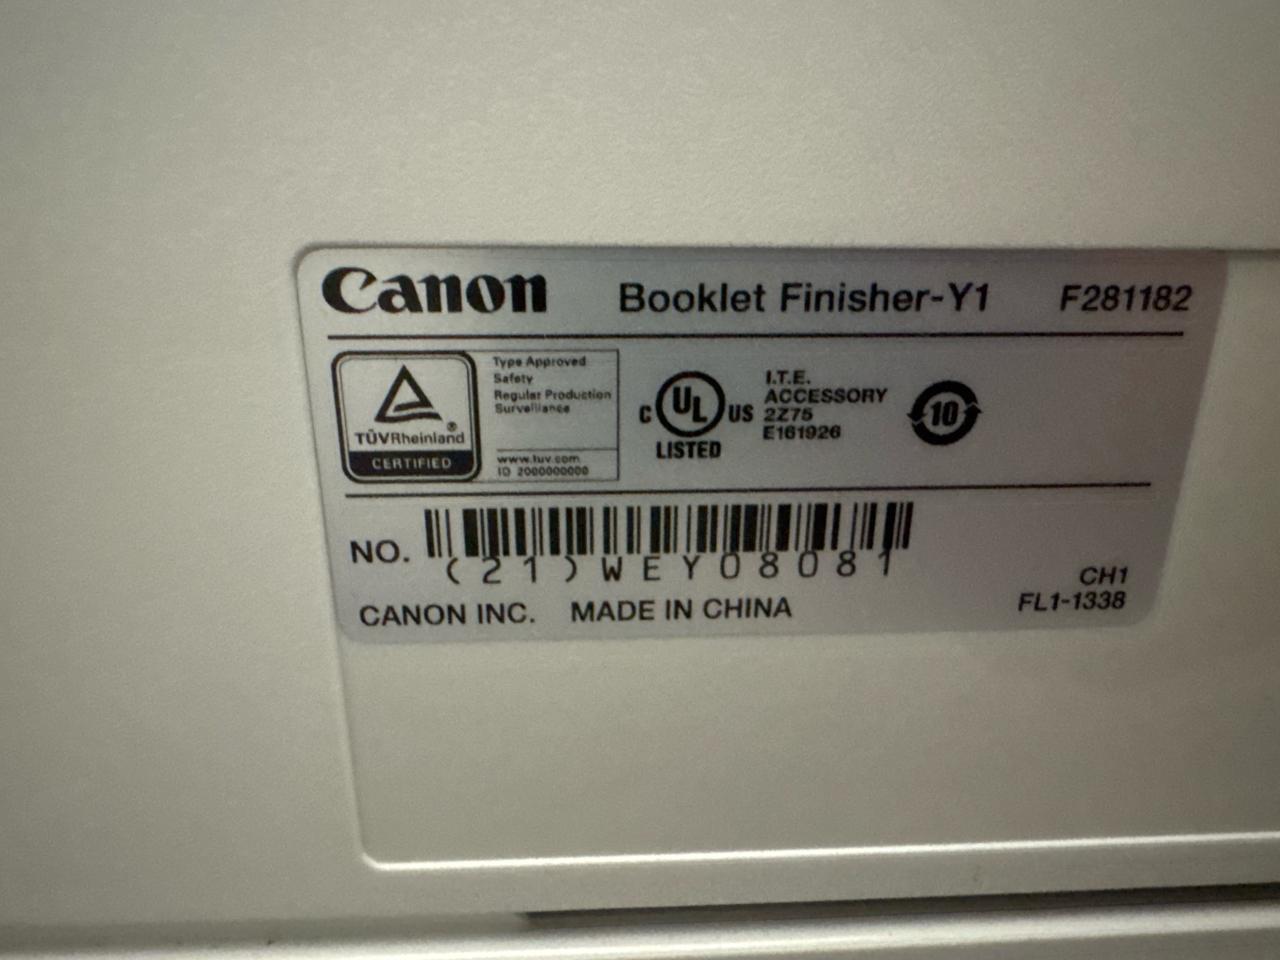 Canon Booklet Finisher-Y1 F281182
Type Approved
Safety
Regular Production
Surveillance
TÜVRheinland®
CERTIFIED
www.tuv.com
ID 2000000000
C UL US
LISTED
I.T.E.
ACCESSORY
2Z75
E161926
10
NO.
(21)WEY08081
CANON INC. MADE IN CHINA
CH1
FL1-1338